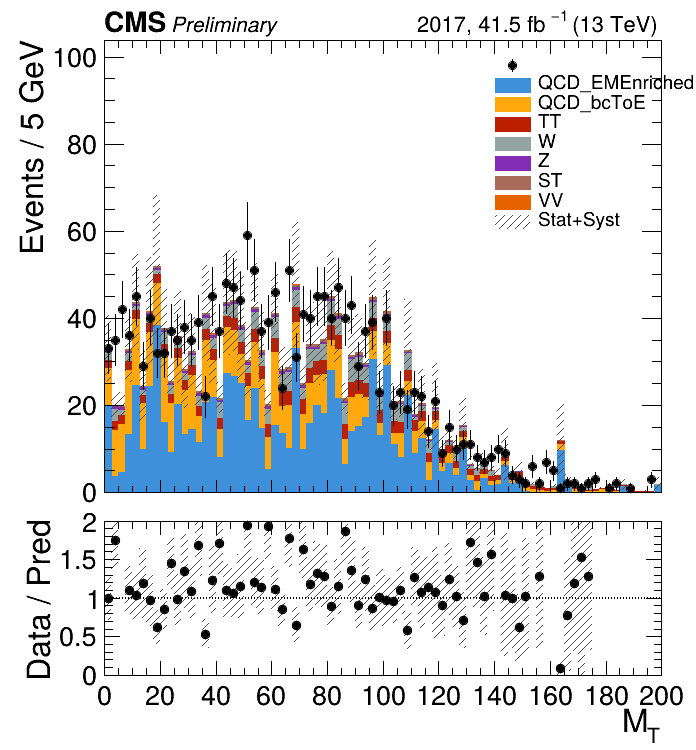 CMS Preliminary 2017, 41.5 fb⁻¹ (13 TeV)
Events / 5 GeV
100
80
60
40
20
0
QCD_EMEnriched
QCD_bcToE
TT
W
Z
ST
VV
Stat+Syst
Data / Pred
2
1.5
1
0.5
0
0 20 40 60 80 100 120 140 160 180 200
M_T